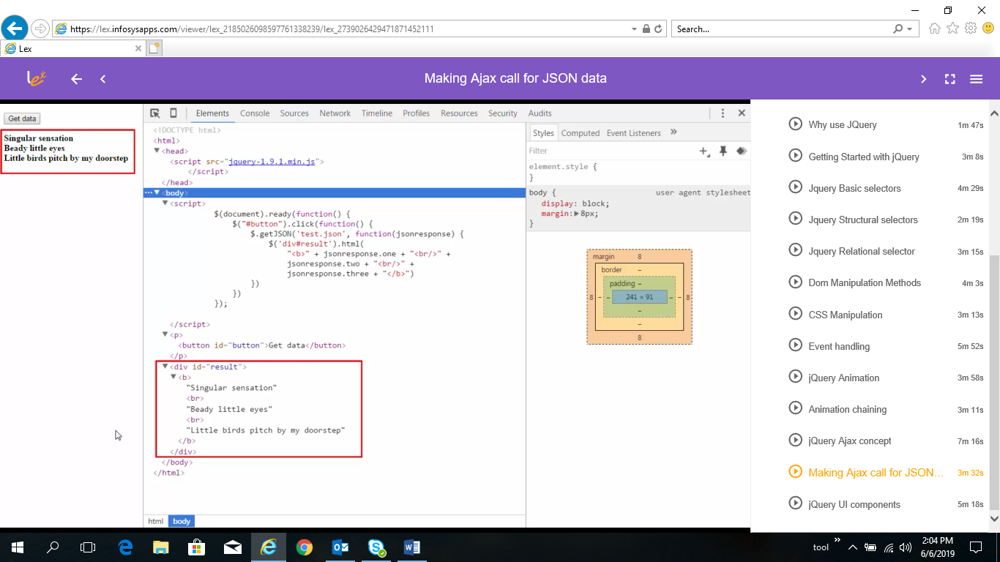 https://lex.infosysapps.com/viewer/lex_2185026098597761338239/lex_2739026429471871452111
Search...
Lex
lex
Making Ajax call for JSON data
Get data
Singular sensation
Beady little eyes
Little birds pitch by my doorstep
Elements Console Sources Network Timeline Profiles Resources Security Audits
<!DOCTYPE html>
<html>
<head>
<script src="jquery-1.9.1.min.js">
</script>
</head>
... <body>
<script>
$(document).ready(function() {
$("#button").click(function() {
$.getJSON('test.json', function(jsonresponse) {
$('div#result').html(
"<b>" + jsonresponse.one + "<br/>" +
jsonresponse.two + "<br/>" +
jsonresponse.three + "</b>")
})
})
});
</script>
<p>
<button id="button">Get data</button>
</p>
<div id="result">
<b>
"Singular sensation"
<br>
"Beady little eyes"
<br>
"Little birds pitch by my doorstep"
</b>
</div>
</body>
</html>
html body
Styles Computed Event Listeners »
Filter
element.style {
}
body { user agent stylesheet
display: block;
margin: 8px;
}
margin 8
border –
padding –
8 – – 241 × 91 – – 8
–
–
8
Why use JQuery 1m 47s
Getting Started with jQuery 3m 8s
Jquery Basic selectors 4m 29s
Jquery Structural selectors 2m 19s
Jquery Relational selector 3m 15s
Dom Manipulation Methods 4m 3s
CSS Manipulation 3m 13s
Event handling 5m 52s
jQuery Animation 3m 58s
Animation chaining 3m 11s
jQuery Ajax concept 7m 16s
Making Ajax call for JSON... 3m 32s
jQuery UI components 5m 18s
tool »
2:04 PM
6/6/2019